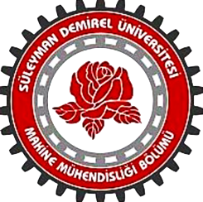 SÜLEYMAN DEMİREL ÜNİVERSİTESİ
MAKİNE MÜHENDİSLİĞİ BÖLÜMÜ